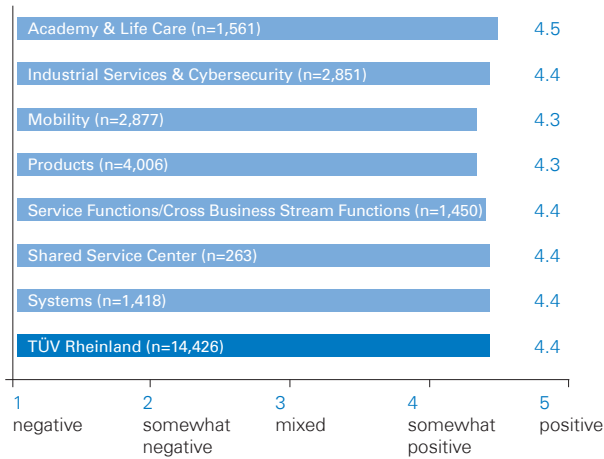 Academy & Life Care (n=1,561) 4.5
Industrial Services & Cybersecurity (n=2,851) 4.4
Mobility (n=2,877) 4.3
Products (n=4,006) 4.3
Service Functions/Cross Business Stream Functions (n=1,450) 4.4
Shared Service Center (n=263) 4.4
Systems (n=1,418) 4.4
TÜV Rheinland (n=14,426) 4.4
1 2 3 4 5
negative somewhat mixed somewhat positive
negative positive